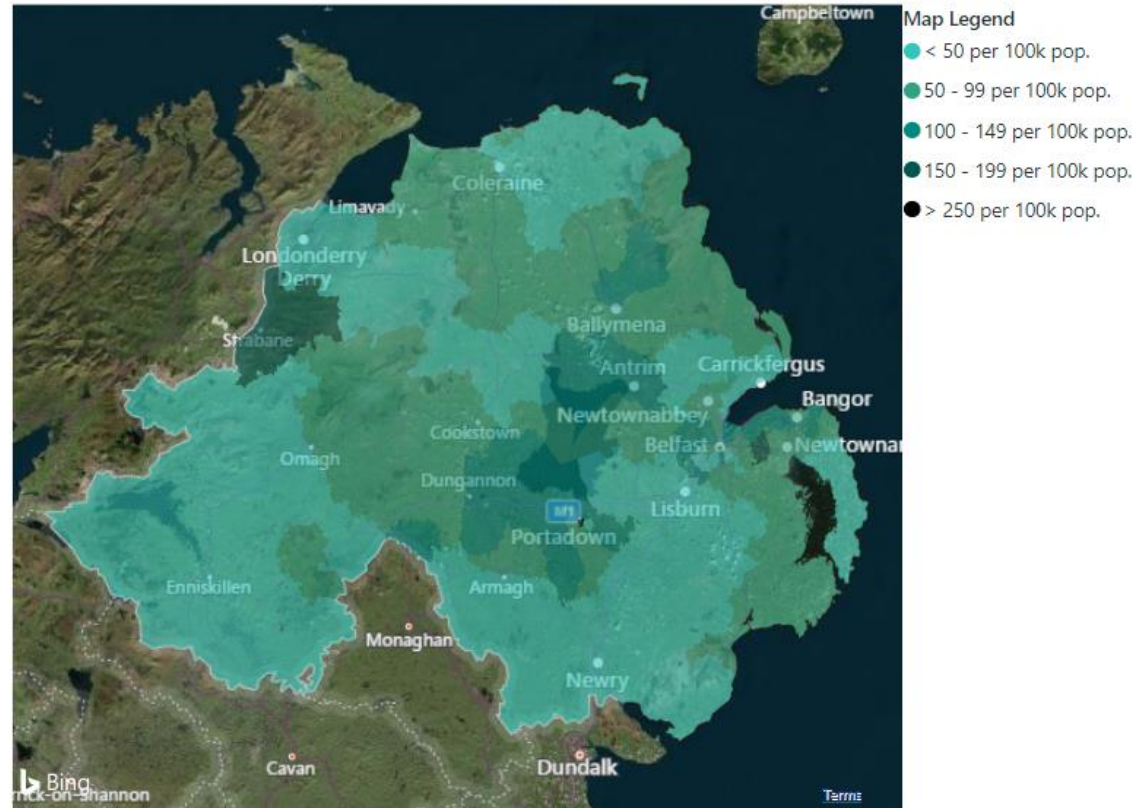 Campbeltown
Map Legend
< 50 per 100k pop.
50 - 99 per 100k pop.
100 - 149 per 100k pop.
150 - 199 per 100k pop.
> 250 per 100k pop.
Coleraine
Limavady
Londonderry
Derry
Ballymena
Strabane
Antrim
Carrickfergus
Bangor
Newtownabbey
Cookstown
Belfast
Newtownar
Omagh
Dungannon
Lisburn
M1
Portadown
Enniskillen
Armagh
Monaghan
Newry
Cavan
Dundalk
Bing
rrick-on-Shannon
Terms